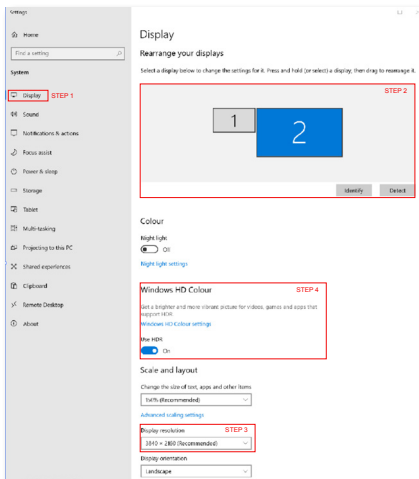 Settings
Home
Find a setting
System
Display STEP 1
Sound
Notifications & actions
Focus assist
Power & sleep
Storage
Tablet
Multi-tasking
Projecting to this PC
Shared experiences
Clipboard
Remote Desktop
About
Display
Rearrange your displays
Select a display below to change the settings for it. Press and hold (or select) a display, then drag to rearrange it.
STEP 2
1
2
Identify Detect
Colour
Night light
Off
Night light settings
Windows HD Colour STEP 4
Get a brighter and more vibrant picture for videos, games and apps that
support HDR.
Windows HD Colour settings
Use HDR
On
Scale and layout
Change the size of text, apps and other items
(Recommended)
Advanced scaling settings
Display resolution STEP 3
3840 × 2160 (Recommended)
Display orientation
Landscape